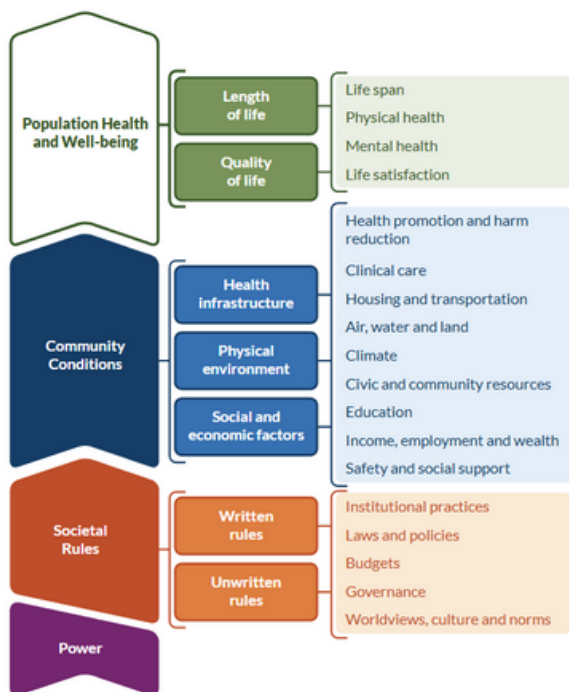 Population Health
and Well-being
Length
of life
Quality
of life
Life span
Physical health
Mental health
Life satisfaction
Community
Conditions
Health
infrastructure
Physical
environment
Social and
economic factors
Health promotion and harm
reduction
Clinical care
Housing and transportation
Air, water and land
Climate
Civic and community resources
Education
Income, employment and wealth
Safety and social support
Societal
Rules
Written
rules
Unwritten
rules
Institutional practices
Laws and policies
Budgets
Governance
Worldviews, culture and norms
Power